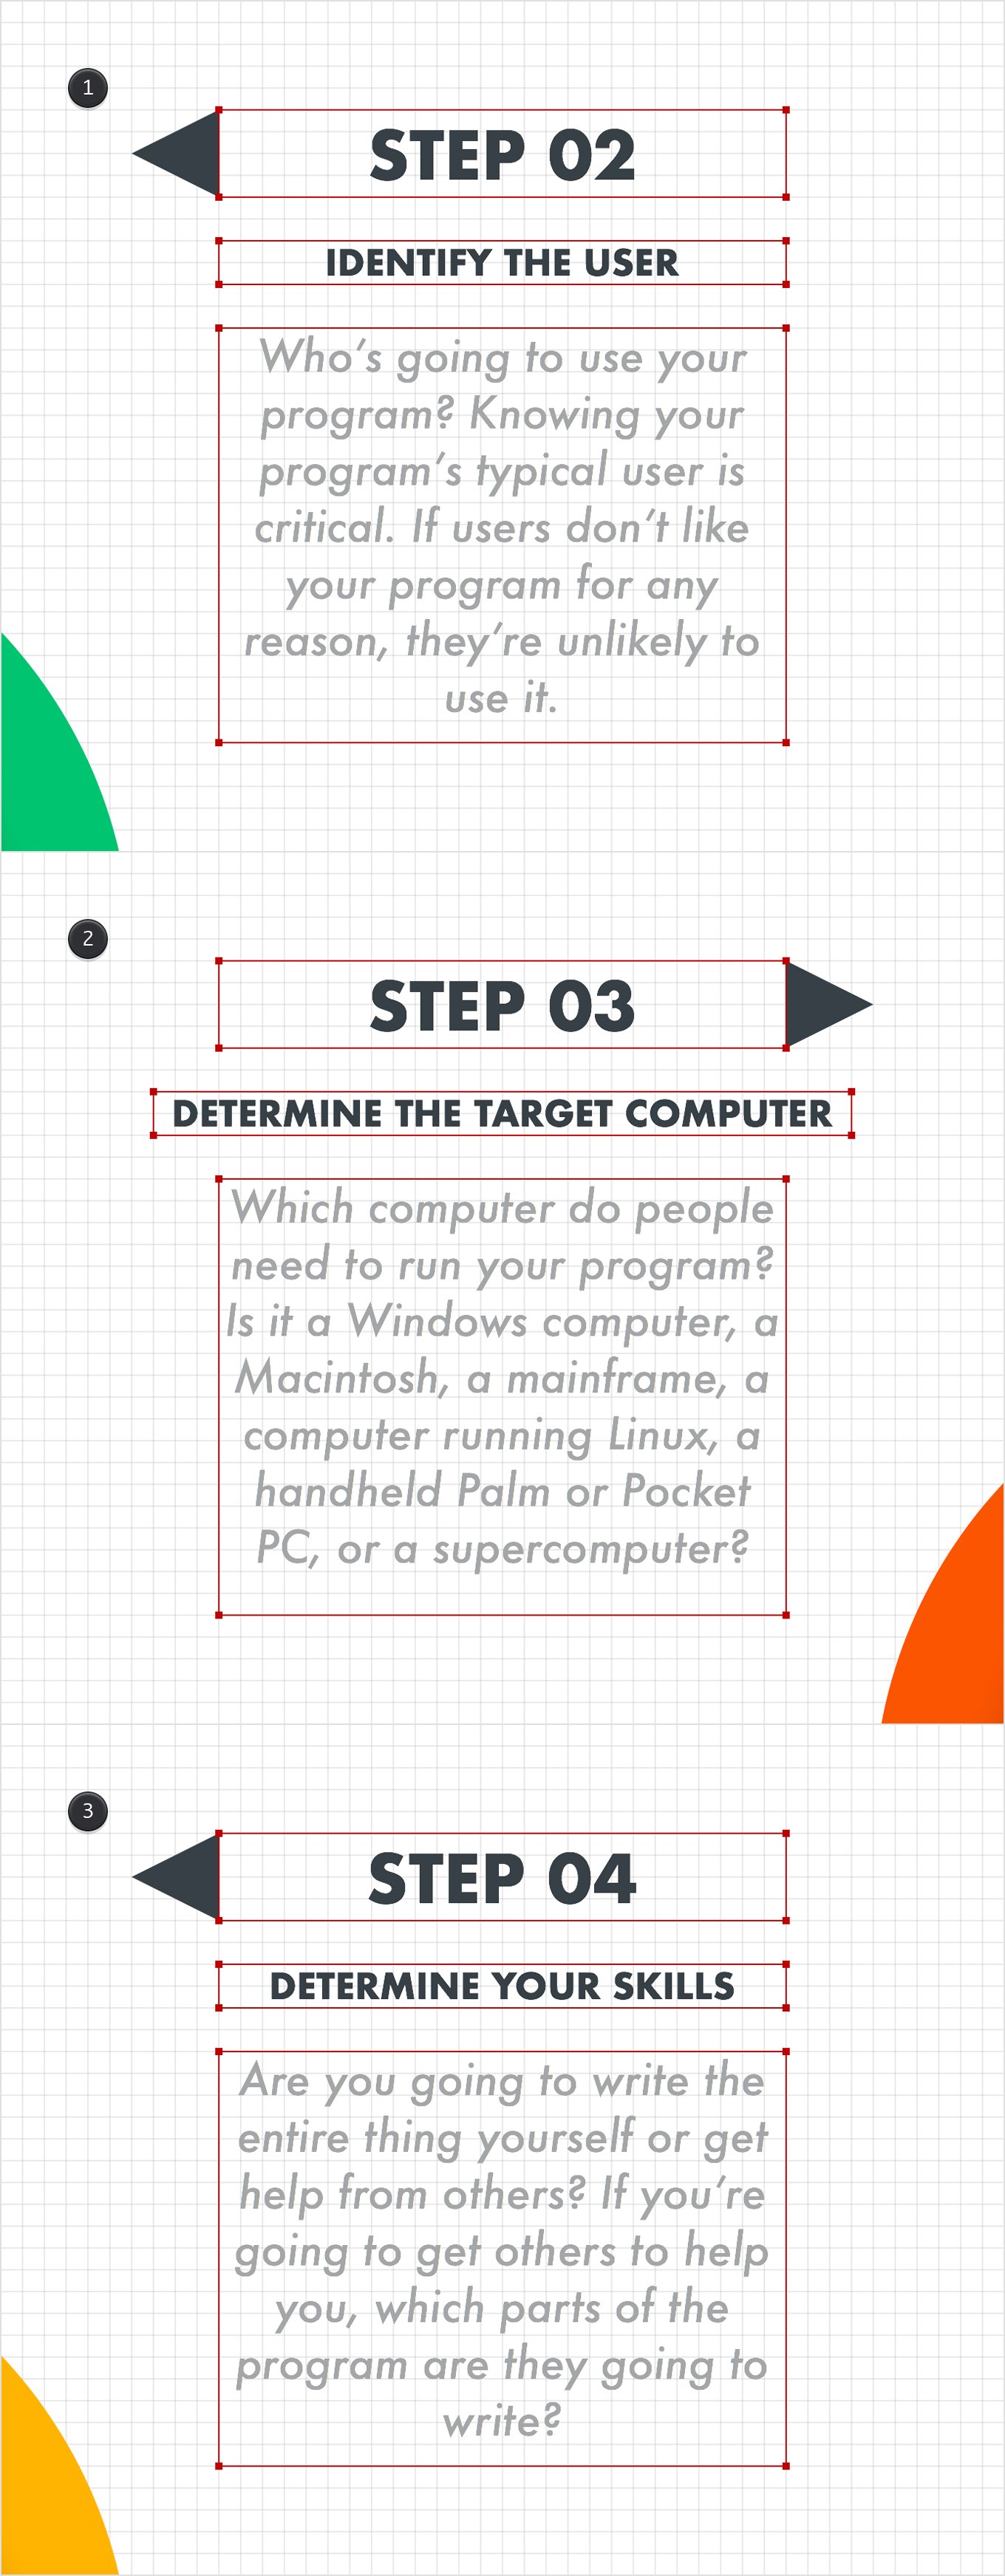 1
STEP 02
IDENTIFY THE USER
Who’s going to use your
program? Knowing your
program’s typical user is
critical. If users don’t like
your program for any
reason, they’re unlikely to
use it.
2
STEP 03
DETERMINE THE TARGET COMPUTER
Which computer do people
need to run your program?
Is it a Windows computer, a
Macintosh, a mainframe, a
computer running Linux, a
handheld Palm or Pocket
PC, or a supercomputer?
3
STEP 04
DETERMINE YOUR SKILLS
Are you going to write the
entire thing yourself or get
help from others? If you’re
going to get others to help
you, which parts of the
program are they going to
write?